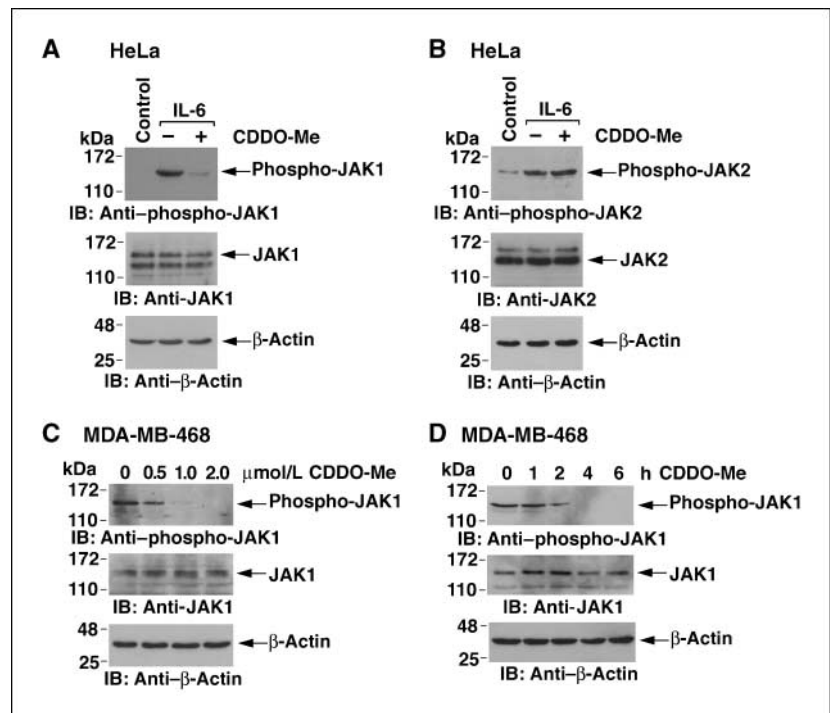 A HeLa
Control
IL-6
kDa – + CDDO-Me
172
Phospho-JAK1
110
IB: Anti–phospho-JAK1
172
JAK1
110
IB: Anti-JAK1
48
β-Actin
25
IB: Anti–β-Actin
B HeLa
Control
IL-6
kDa – + CDDO-Me
172
Phospho-JAK2
110
IB: Anti–phospho-JAK2
172
JAK2
110
IB: Anti-JAK2
48
β-Actin
25
IB: Anti–β-Actin
C MDA-MB-468
kDa 0 0.5 1.0 2.0 μmol/L CDDO-Me
172
Phospho-JAK1
110
IB: Anti–phospho-JAK1
172
JAK1
110
IB: Anti-JAK1
48
β-Actin
25
IB: Anti–β-Actin
D MDA-MB-468
kDa 0 1 2 4 6 h CDDO-Me
172
Phospho-JAK1
110
IB: Anti–phospho-JAK1
172
JAK1
110
IB: Anti-JAK1
48
β-Actin
25
IB: Anti–β-Actin